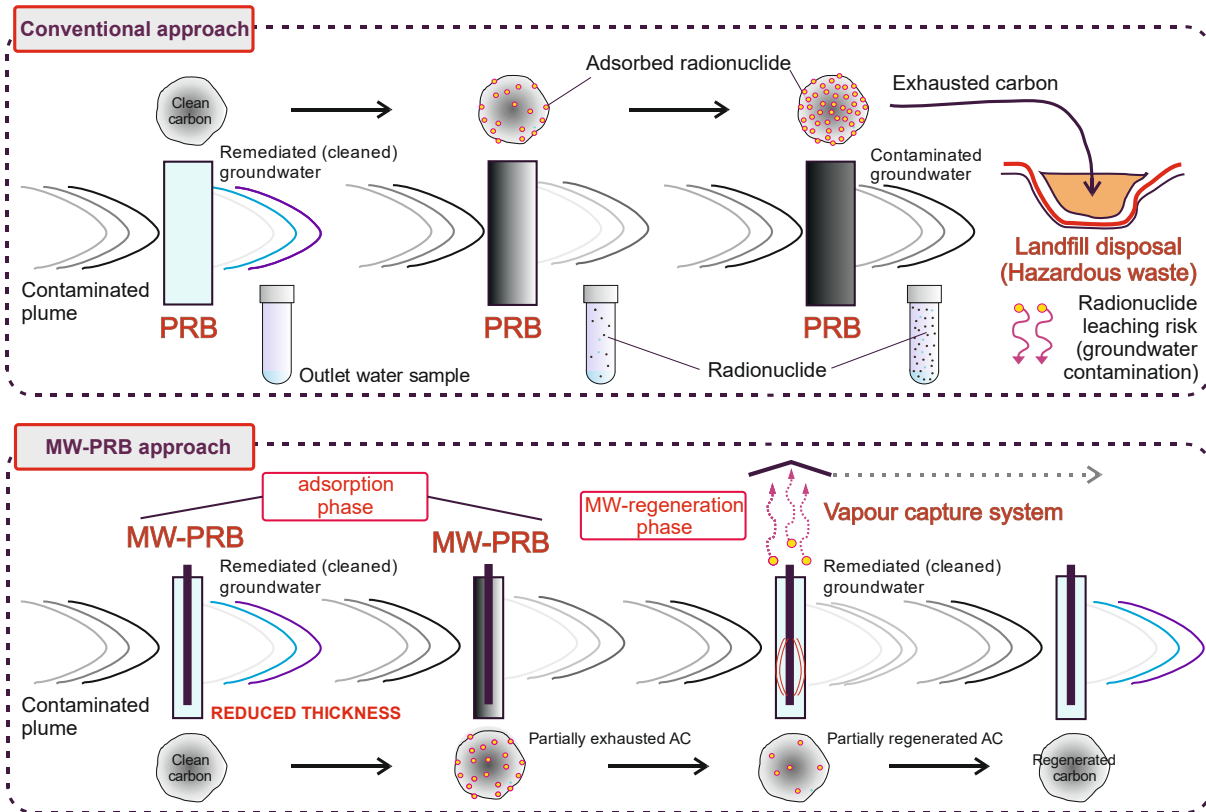 Conventional approach
Clean
carbon
Adsorbed radionuclide
Exhausted carbon
Remediated (cleaned)
groundwater
Contaminated
groundwater
Contaminated
plume
PRB
PRB
PRB
Landfill disposal
(Hazardous waste)
Outlet water sample
Radionuclide
Radionuclide
leaching risk
(groundwater
contamination)
MW-PRB approach
adsorption
phase
MW-PRB
MW-PRB
MW-regeneration
phase
Vapour capture system
Remediated (cleaned)
groundwater
Remediated (cleaned)
groundwater
Contaminated
plume
REDUCED THICKNESS
Clean
carbon
Partially exhausted AC
Partially regenerated AC
Regenerated
carbon